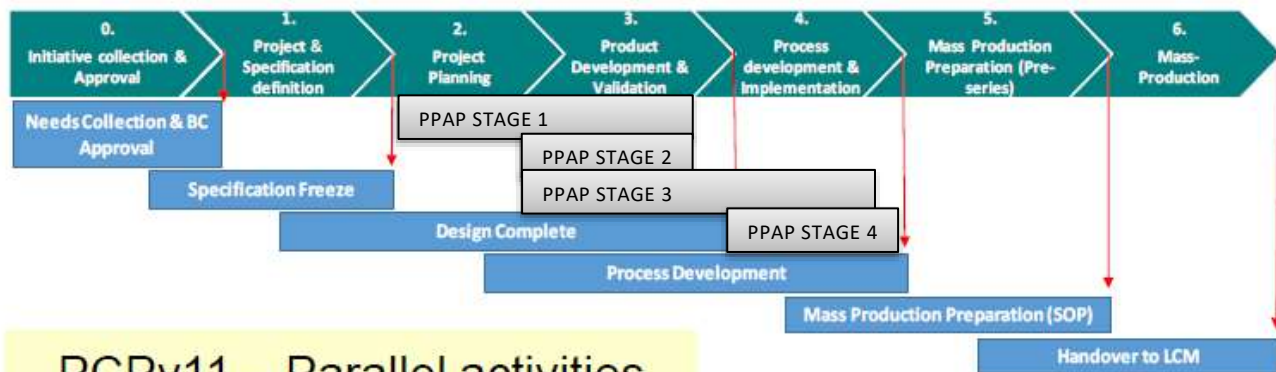 0.
Initiative collection &
Approval
1.
Project &
Specification
definition
2.
Project
Planning
3.
Product
Development &
Validation
4.
Process
development &
Implementation
5.
Mass Production
Preparation (Pre-
series)
6.
Mass-
Production
Needs Collection & BC
Approval
PPAP STAGE 1
PPAP STAGE 2
Specification Freeze
PPAP STAGE 3
Design Complete
PPAP STAGE 4
Process Development
Mass Production Preparation (SOP)
Handover to LCM
PCPv11 – Parallel activities